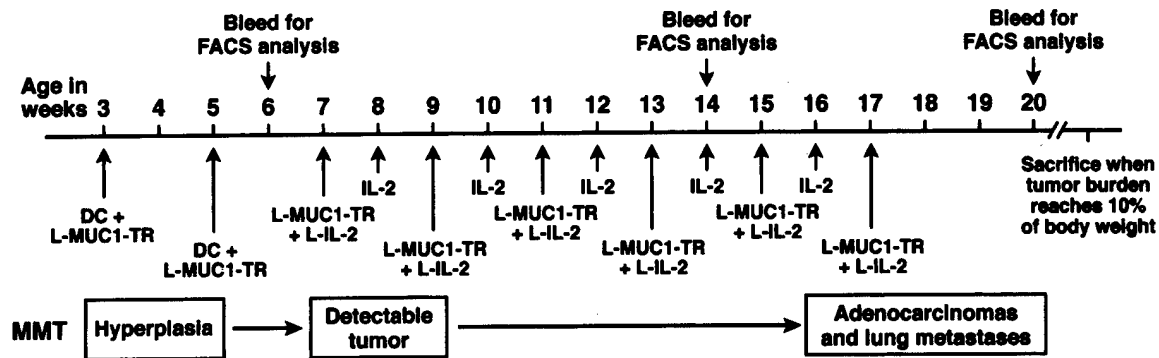 Bleed for
FACS analysis
Bleed for
FACS analysis
Bleed for
FACS analysis
Age in
weeks 3 4 5 6 7 8 9 10 11 12 13 14 15 16 17 18 19 20
DC +
L-MUC1-TR
DC +
L-MUC1-TR
L-MUC1-TR
+ L-IL-2
IL-2
L-MUC1-TR
+ L-IL-2
IL-2
L-MUC1-TR
+ L-IL-2
IL-2
L-MUC1-TR
+ L-IL-2
IL-2
L-MUC1-TR
+ L-IL-2
IL-2
L-MUC1-TR
+ L-IL-2
Sacrifice when
tumor burden
reaches 10%
of body weight
MMT
Hyperplasia
Detectable
tumor
Adenocarcinomas
and lung metastases